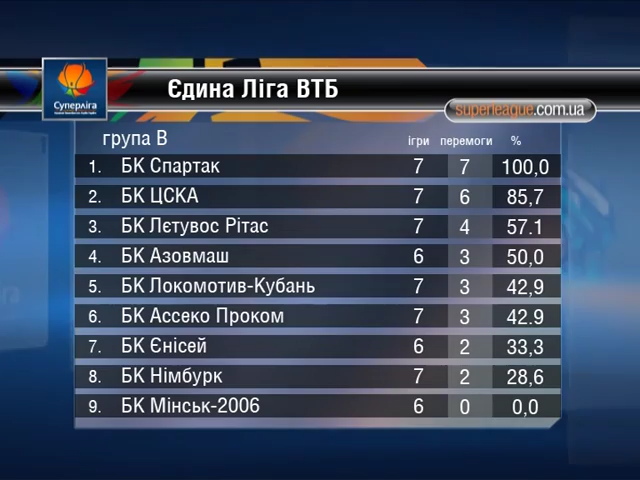 Єдина Ліга ВТБ
Суперліга
superleague.com.ua
група В ігри перемоги %
1. БК Спартак 7 7 100,0
2. БК ЦСКА 7 6 85,7
3. БК Лєтувос Рітас 7 4 57.1
4. БК Азовмаш 6 3 50,0
5. БК Локомотив-Кубань 7 3 42,9
6. БК Ассеко Проком 7 3 42.9
7. БК Єнісей 6 2 33,3
8. БК Німбурк 7 2 28,6
9. БК Мінськ-2006 6 0 0,0